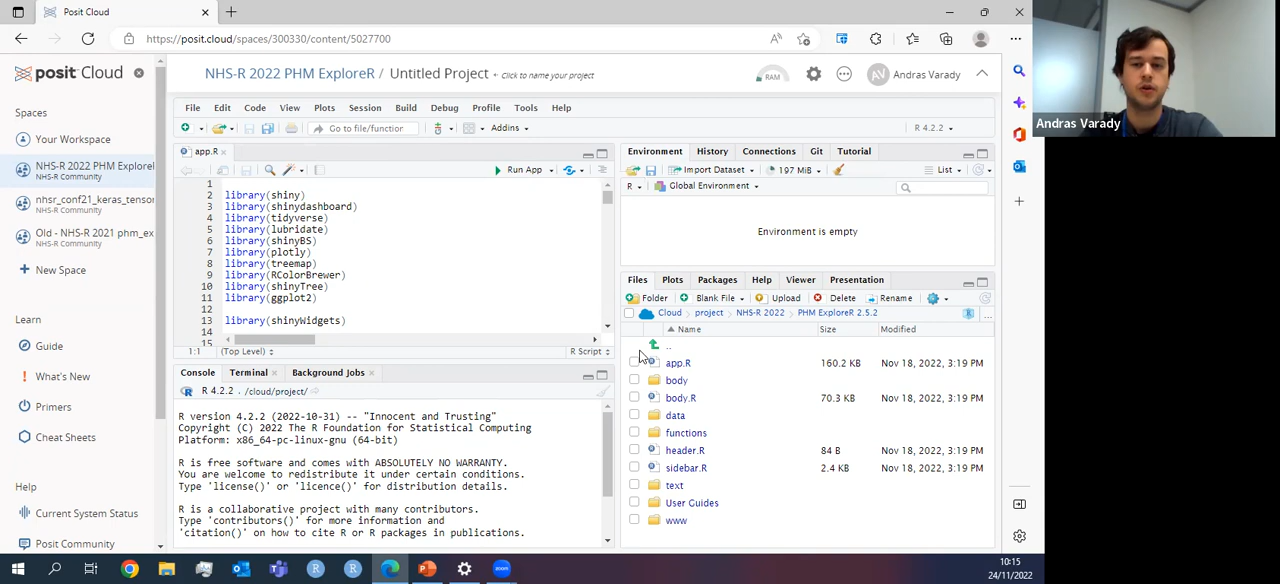 Posit Cloud
https://posit.cloud/spaces/300330/content/5027700
posit Cloud
NHS-R 2022 PHM ExploreR / Untitled Project
Click to name your project
RAM
AV
Andras Varady
Spaces
Your Workspace
NHS-R 2022 PHM Explorel
NHS-R Community
nhsr_conf21_keras_tensor
NHS-R Community
Old - NHS-R 2021 phm_ex
NHS-R Community
New Space
Learn
Guide
What's New
Primers
Cheat Sheets
Help
Current System Status
Posit Community
File Edit Code View Plots Session Build Debug Profile Tools Help
Go to file/function
Addins
R 4.2.2
app.R
Run App
1
2 library(shiny)
3 library(shinydashboard)
4 library(tidyverse)
5 library(lubridate)
6 library(shinyBS)
7 library(plotly)
8 library(treemap)
9 library(RColorBrewer)
10 library(shinyTree)
11 library(ggplot2)
12
13 library(shinyWidgets)
14
15
1:1 (Top Level) R Script
Console Terminal Background Jobs
R 4.2.2 . /cloud/project/
R version 4.2.2 (2022-10-31) -- "Innocent and Trusting"
Copyright (C) 2022 The R Foundation for Statistical Computing
Platform: x86_64-pc-linux-gnu (64-bit)
R is free software and comes with ABSOLUTELY NO WARRANTY.
You are welcome to redistribute it under certain conditions.
Type 'license()' or 'licence()' for distribution details.
R is a collaborative project with many contributors.
Type 'contributors()' for more information and
'citation()' on how to cite R or R packages in publications.
Environment History Connections Git Tutorial
Import Dataset 197 MiB List
R Global Environment
Environment is empty
Files Plots Packages Help Viewer Presentation
Folder Blank File Upload Delete Rename
Cloud project NHS-R 2022 PHM ExploreR 2.5.2
Name Size Modified
..
app.R 160.2 KB Nov 18, 2022, 3:19 PM
body
body.R 70.3 KB Nov 18, 2022, 3:19 PM
data
functions
header.R 84 B Nov 18, 2022, 3:19 PM
sidebar.R 2.4 KB Nov 18, 2022, 3:19 PM
text
User Guides
www
10:15
24/11/2022
Andras Varady